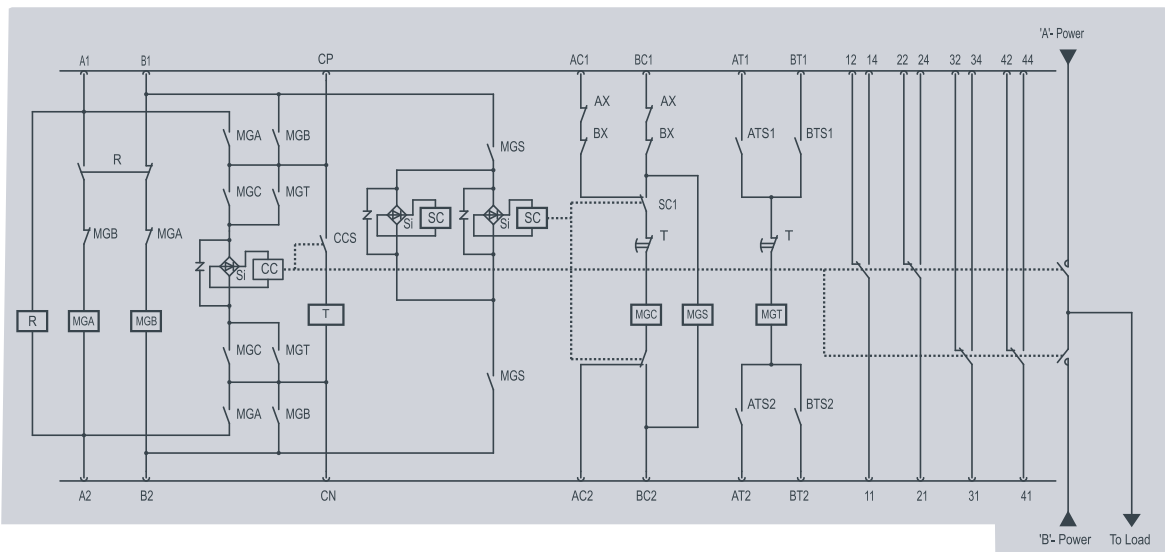 'A'- Power
A1 B1 CP AC1 BC1 AT1 BT1 12 14 22 24 32 34 42 44
AX AX
MGA MGB BX BX ATS1 BTS1
MGS
R
MGC MGT
SC1
SC SC
Si Si
MGB MGA CCS T T
Si CC
R MGA MGB T MGC MGS MGT
MGC MGT
MGS
ATS2 BTS2
MGA MGB
A2 B2 CN AC2 BC2 AT2 BT2 11 21 31 41
'B'- Power To Load